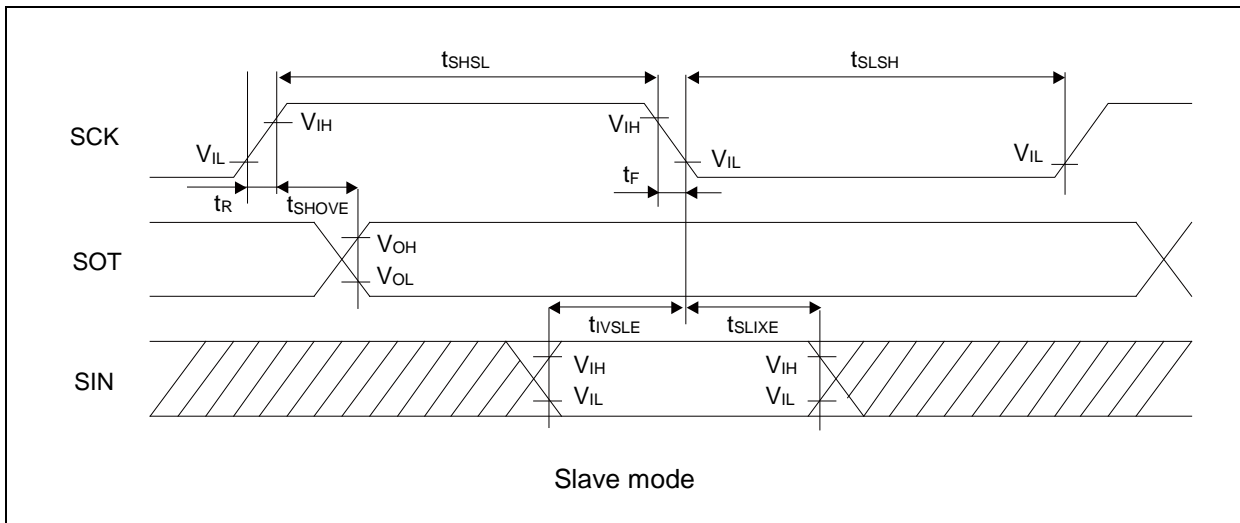 tSHSL
tSLSH
SCK
VIH
VIH
VIL
VIL
VIL
tR
tSHOVE
tF
SOT
VOH
VOL
tIVSLE
tSLIXE
SIN
VIH
VIH
VIL
VIL
Slave mode